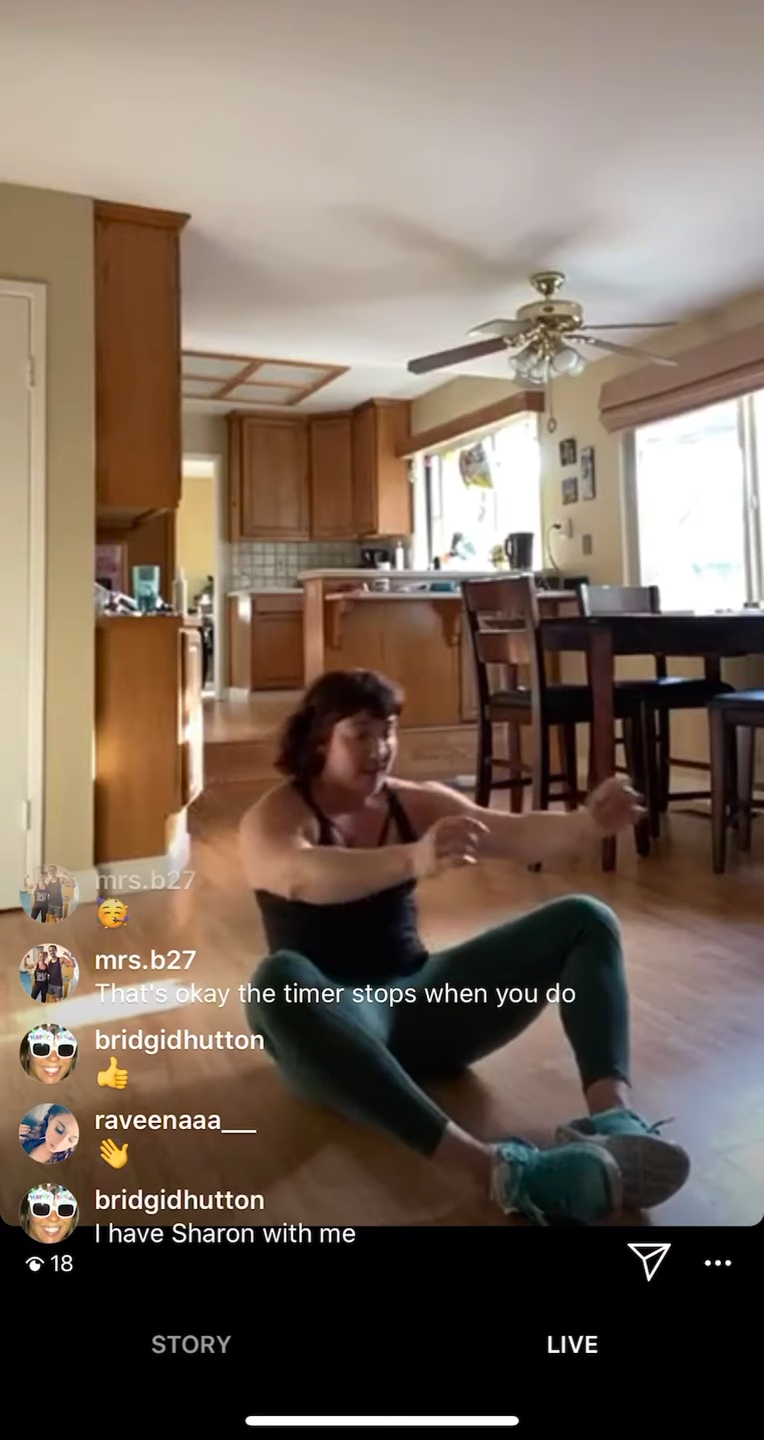 mrs.b27
🥳
mrs.b27
That's okay the timer stops when you do
bridgidhutton
👍
raveenaaa___
👋
bridgidhutton
I have Sharon with me
18
STORY
LIVE